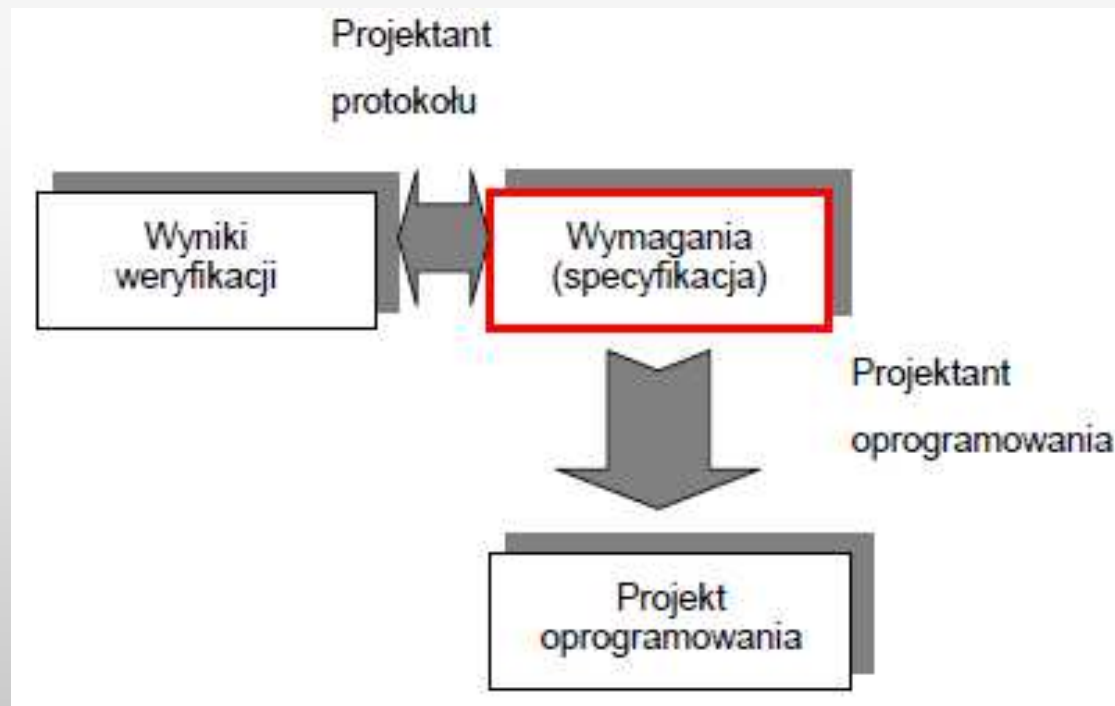 Projektant
protokołu
Wyniki
weryfikacji
Wymagania
(specyfikacja)
Projektant
oprogramowania
Projekt
oprogramowania